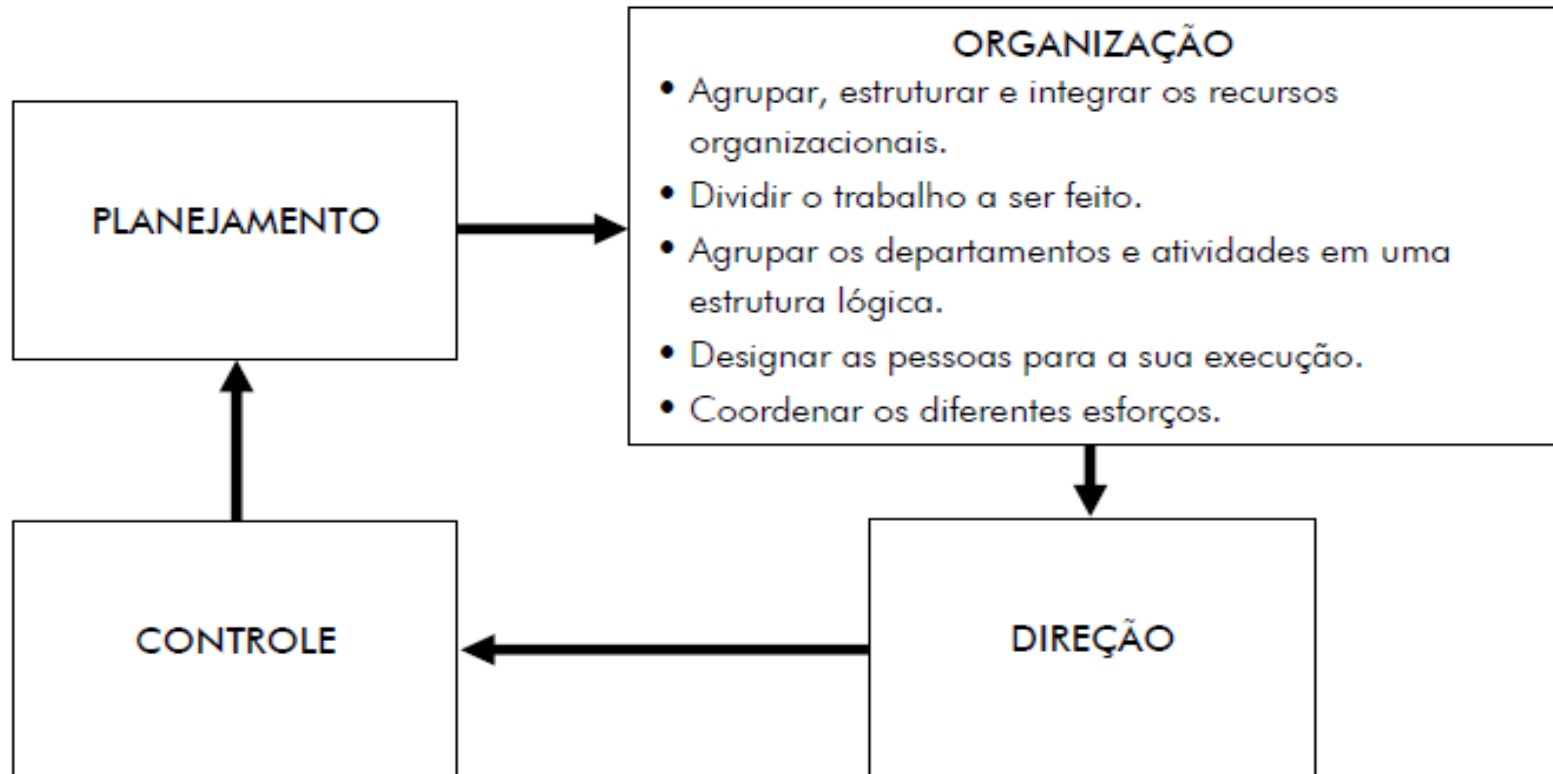 PLANEJAMENTO
ORGANIZAÇÃO
• Agrupar, estruturar e integrar os recursos
organizacionais.
• Dividir o trabalho a ser feito.
• Agrupar os departamentos e atividades em uma
estrutura lógica.
• Designar as pessoas para a sua execução.
• Coordenar os diferentes esforços.
CONTROLE
DIREÇÃO